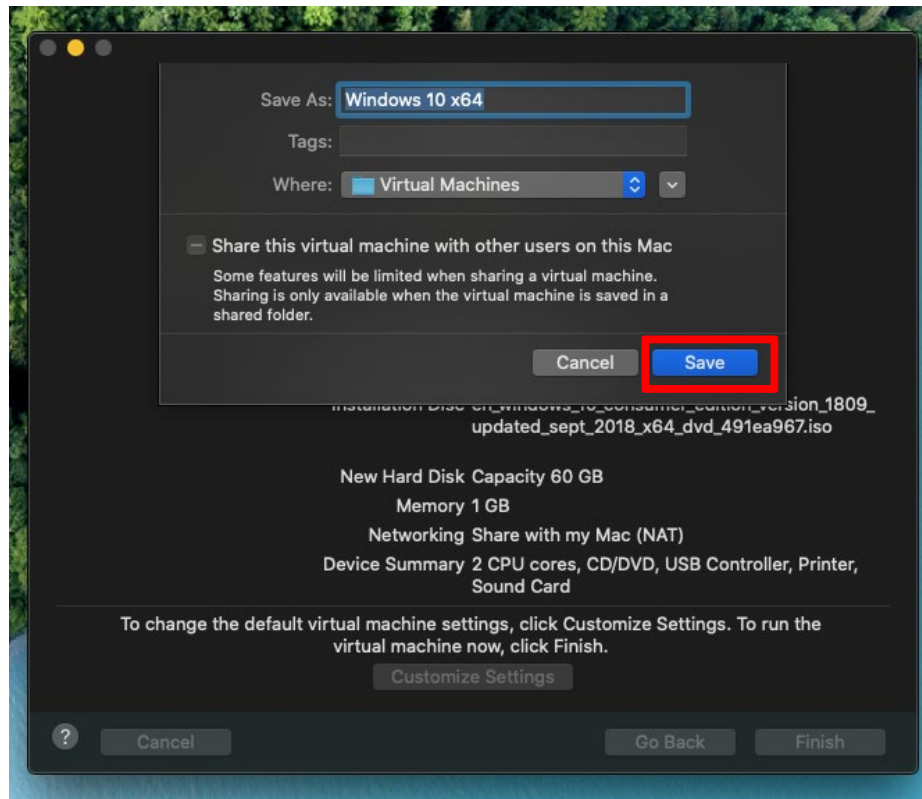 Save As: Windows 10 x64
Tags:
Where: Virtual Machines
Share this virtual machine with other users on this Mac
Some features will be limited when sharing a virtual machine.
Sharing is only available when the virtual machine is saved in a
shared folder.
Cancel Save
Installation Disc en_windows_10_consumer_edition_version_1809_
updated_sept_2018_x64_dvd_491ea967.iso
New Hard Disk Capacity 60 GB
Memory 1 GB
Networking Share with my Mac (NAT)
Device Summary 2 CPU cores, CD/DVD, USB Controller, Printer,
Sound Card
To change the default virtual machine settings, click Customize Settings. To run the
virtual machine now, click Finish.
Customize Settings
? Cancel Go Back Finish